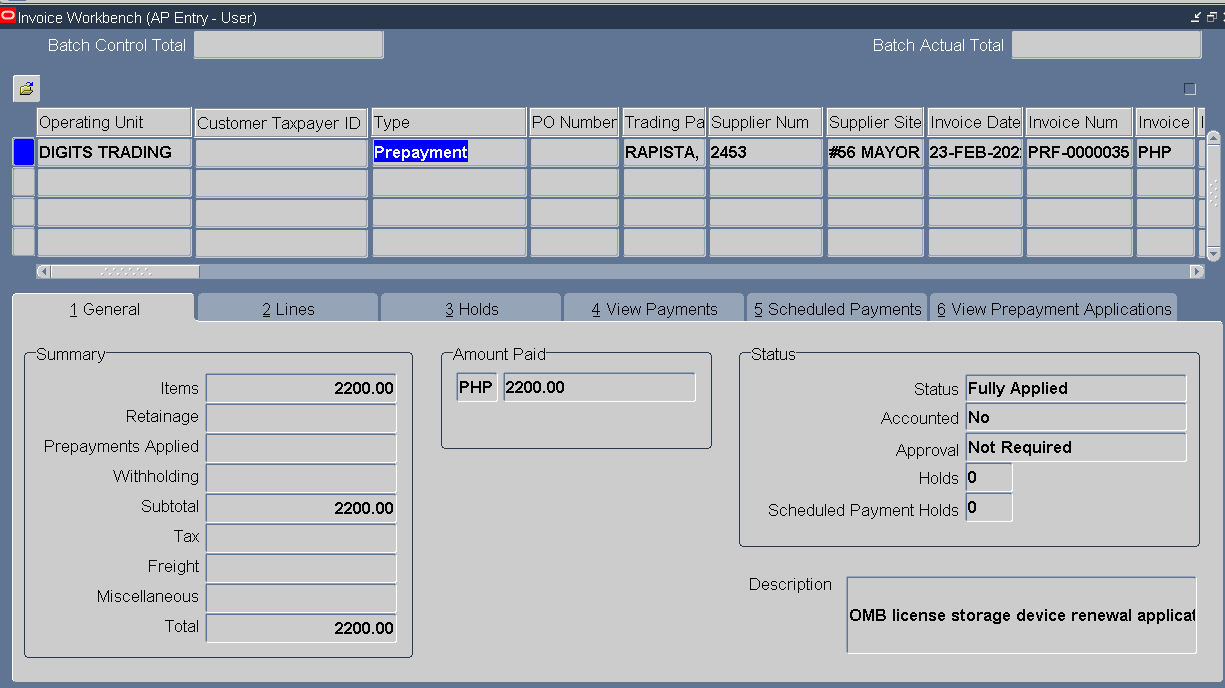 Invoice Workbench (AP Entry - User)
Batch Control Total
Batch Actual Total
Operating Unit Customer Taxpayer ID Type PO Number Trading Pa Supplier Num Supplier Site Invoice Date Invoice Num Invoice
DIGITS TRADING Prepayment RAPISTA, 2453 #56 MAYOR 23-FEB-202 PRF-0000035 PHP
1 General 2 Lines 3 Holds 4 View Payments 5 Scheduled Payments 6 View Prepayment Applications
Summary
Items 2200.00
Retainage
Prepayments Applied
Withholding
Subtotal 2200.00
Tax
Freight
Miscellaneous
Total 2200.00
Amount Paid
PHP 2200.00
Status
Status Fully Applied
Accounted No
Approval Not Required
Holds 0
Scheduled Payment Holds 0
Description OMB license storage device renewal applicat